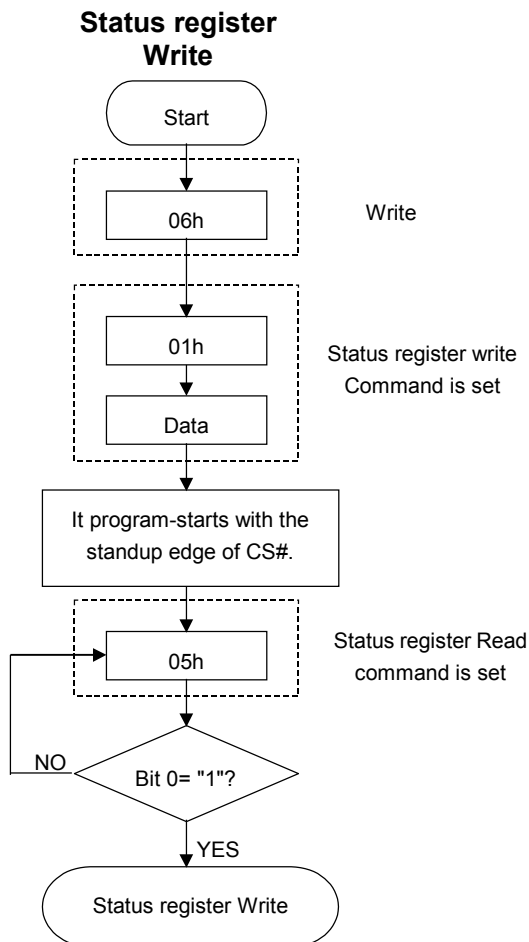 Status register
Write
Start
06h
Write
01h
Status register write
Command is set
Data
It program-starts with the
standup edge of CS#.
05h
Status register Read
command is set
NO
Bit 0= "1"?
YES
Status register Write